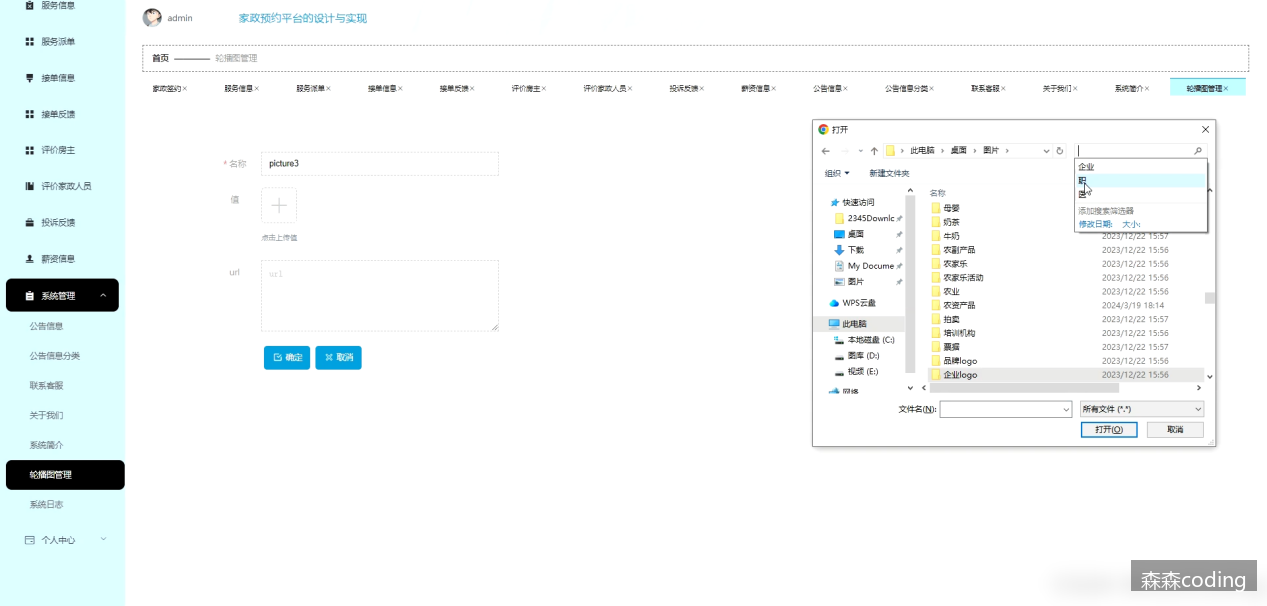 服务信息
服务派单
接单信息
接单反馈
评价房主
评价家政人员
投诉反馈
薪资信息
系统管理
公告信息
公告信息分类
联系客服
关于我们
系统简介
轮播图管理
系统日志
个人中心
admin
家政预约平台的设计与实现
首页 轮播图管理
家政签约× 服务信息× 服务派单× 接单信息× 接单反馈× 评价房主× 评价家政人员× 投诉反馈× 薪资信息× 公告信息× 公告信息分类× 联系客服× 关于我们× 系统简介× 轮播图管理×
* 名称 picture3
值
点击上传值
url url
确定 取消
打开
此电脑 › 桌面 › 图片 ›
组织 新建文件夹
企业
职
医
添加搜索筛选器
修改日期: 大小:
快速访问
2345Downlc
桌面
下载
My Docume
图片
WPS云盘
此电脑
本地磁盘 (C:)
图库 (D:)
视频 (E:)
网络
名称
母婴
奶茶
牛奶 2023/12/22 15:57
农副产品 2023/12/22 15:56
农家乐 2023/12/22 15:56
农家乐活动 2023/12/22 15:56
农业 2023/12/22 15:56
农资产品 2024/3/19 18:14
拍卖 2023/12/22 15:57
培训机构 2023/12/22 15:56
票据 2023/12/22 15:57
品牌logo 2023/12/22 15:56
企业logo 2023/12/22 15:56
文件名(N): 所有文件 (*.*)
打开(O) 取消
森森coding